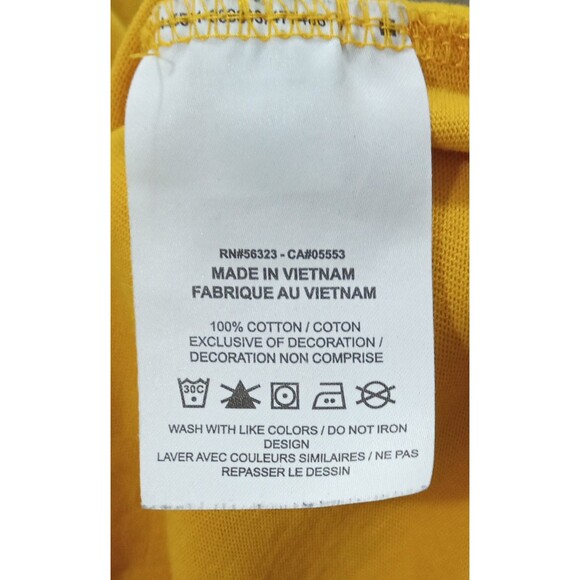 RN#56323 - CA#05553
MADE IN VIETNAM
FABRIQUE AU VIETNAM
100% COTTON / COTON
EXCLUSIVE OF DECORATION /
DECORATION NON COMPRISE
30C
WASH WITH LIKE COLORS / DO NOT IRON
DESIGN
LAVER AVEC COULEURS SIMILAIRES / NE PAS
REPASSER LE DESSIN